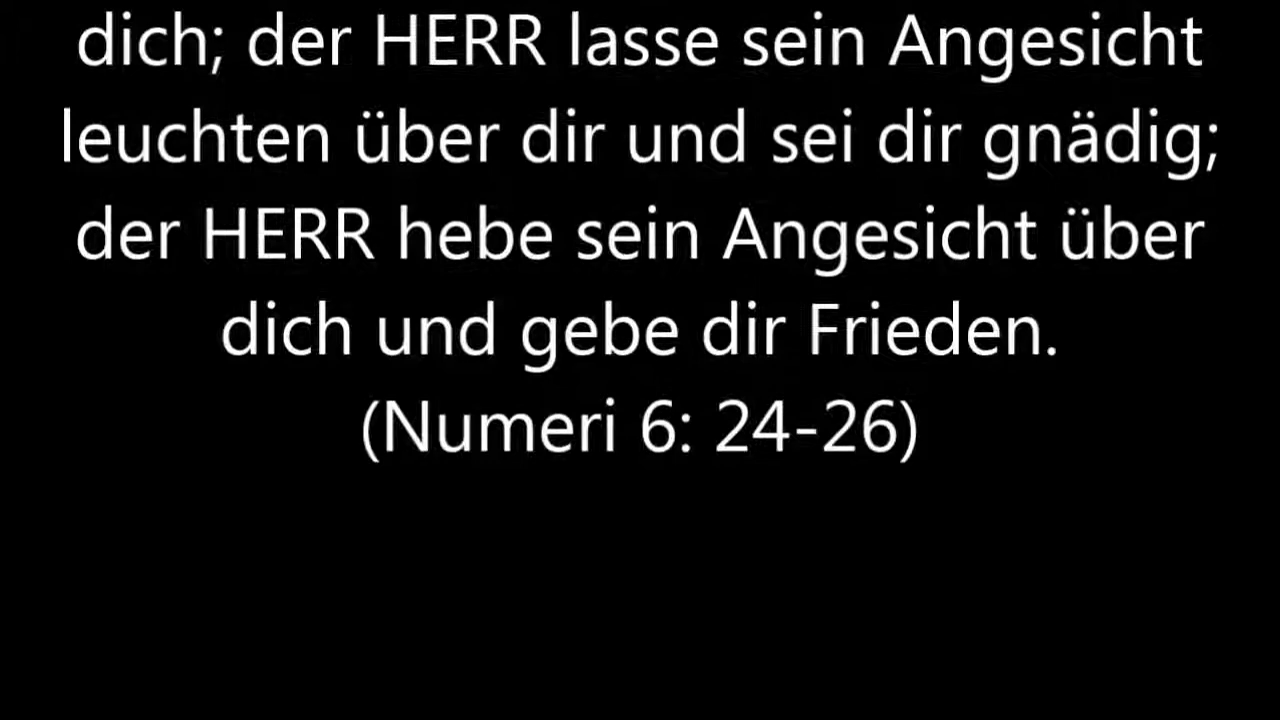 dich; der HERR lasse sein Angesicht
leuchten über dir und sei dir gnädig;
der HERR hebe sein Angesicht über
dich und gebe dir Frieden.
(Numeri 6: 24-26)